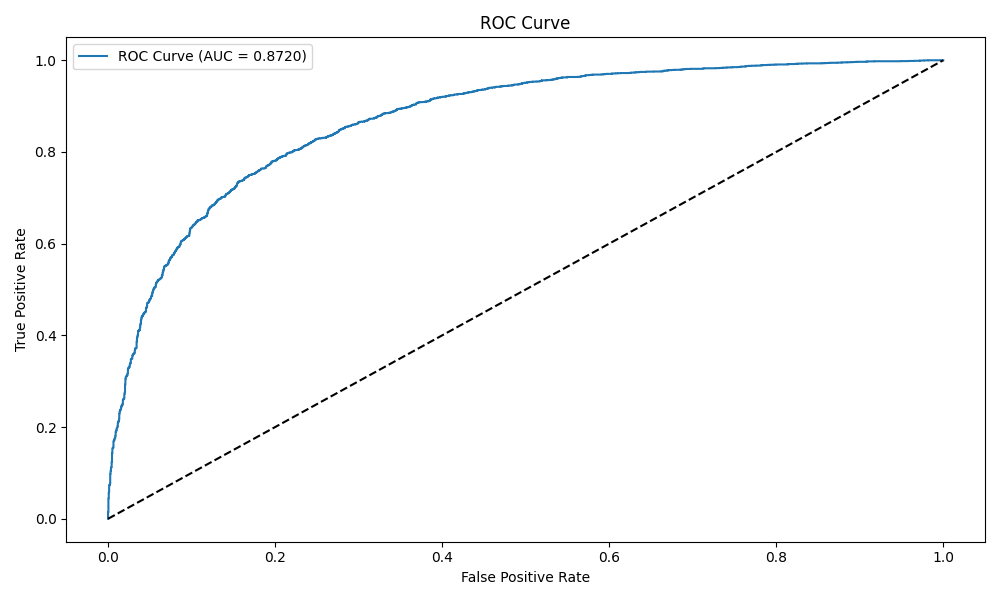 ROC Curve
ROC Curve (AUC = 0.8720)
True Positive Rate
1.0
0.8
0.6
0.4
0.2
0.0
0.0 0.2 0.4 0.6 0.8 1.0
False Positive Rate